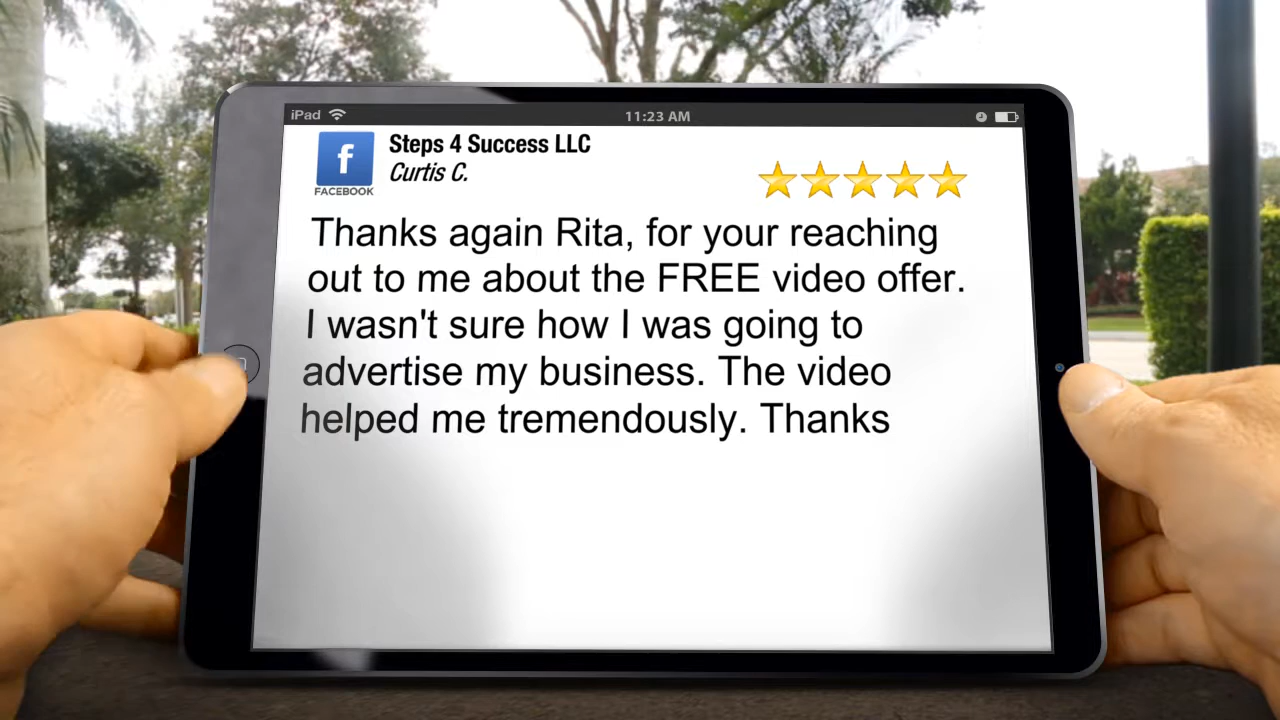 iPad
11:23 AM
f
FACEBOOK
Steps 4 Success LLC
Curtis C.
Thanks again Rita, for your reaching
out to me about the FREE video offer.
I wasn't sure how I was going to
advertise my business. The video
helped me tremendously. Thanks